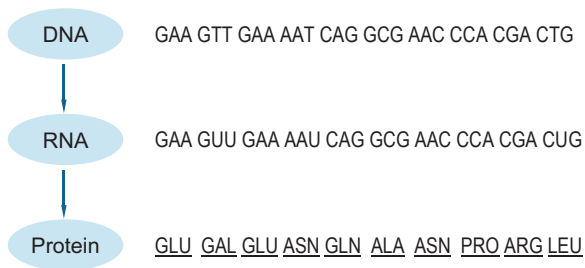 DNA GAA GTT GAA AAT CAG GCG AAC CCA CGA CTG
RNA GAA GUU GAA AAU CAG GCG AAC CCA CGA CUG
Protein GLU GAL GLU ASN GLN ALA ASN PRO ARG LEU